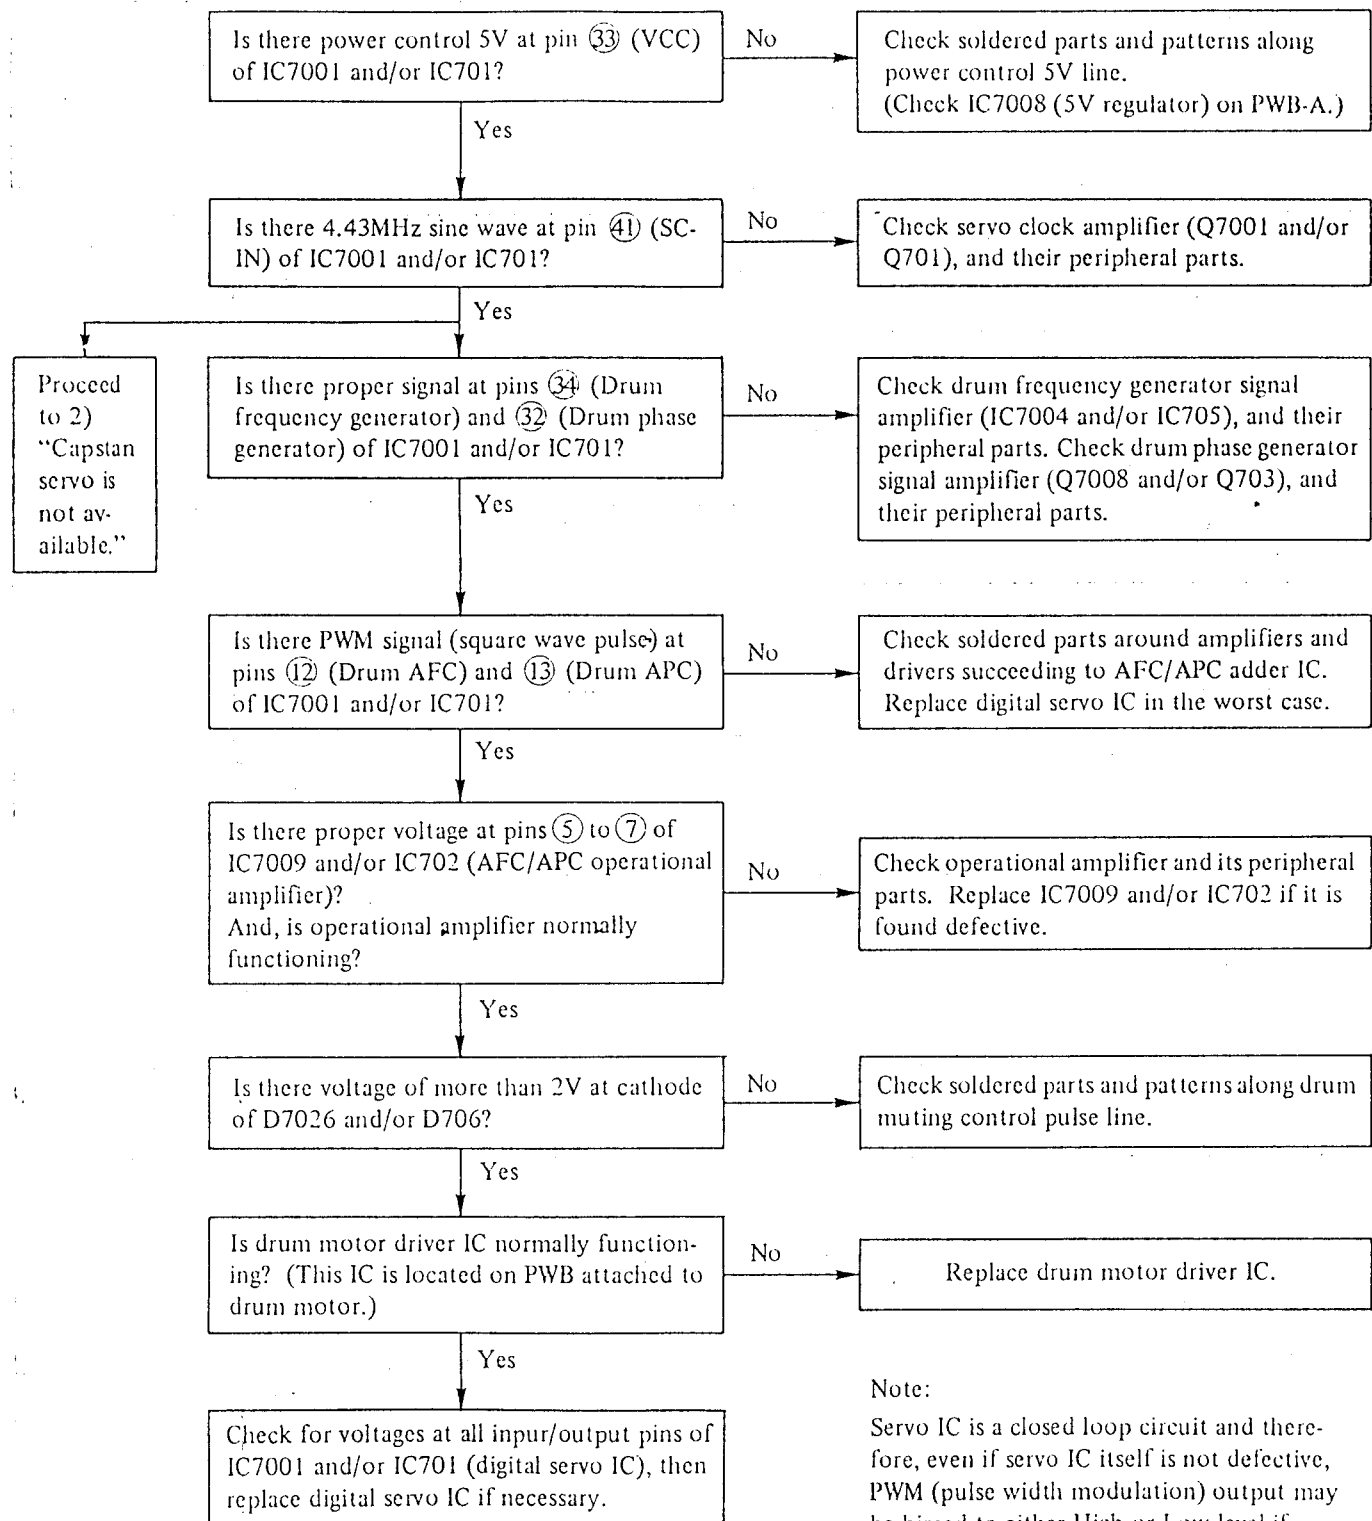 Is there power control 5V at pin 33 (VCC)
of IC7001 and/or IC701?
No
Check soldered parts and patterns along
power control 5V line.
(Check IC7008 (5V regulator) on PWB-A.)
Yes
Is there 4.43MHz sine wave at pin 41 (SC-
IN) of IC7001 and/or IC701?
No
Check servo clock amplifier (Q7001 and/or
Q701), and their peripheral parts.
Yes
Proceed
to 2)
“Capstan
servo is
not av-
ailable.”
Is there proper signal at pins 34 (Drum
frequency generator) and 32 (Drum phase
generator) of IC7001 and/or IC701?
No
Check drum frequency generator signal
amplifier (IC7004 and/or IC705), and their
peripheral parts. Check drum phase generator
signal amplifier (Q7008 and/or Q703), and
their peripheral parts.
Yes
Is there PWM signal (square wave pulse) at
pins 12 (Drum AFC) and 13 (Drum APC)
of IC7001 and/or IC701?
No
Check soldered parts around amplifiers and
drivers succeeding to AFC/APC adder IC.
Replace digital servo IC in the worst case.
Yes
Is there proper voltage at pins 5 to 7 of
IC7009 and/or IC702 (AFC/APC operational
amplifier)?
And, is operational amplifier normally
functioning?
No
Check operational amplifier and its peripheral
parts. Replace IC7009 and/or IC702 if it is
found defective.
Yes
Is there voltage of more than 2V at cathode
of D7026 and/or D706?
No
Check soldered parts and patterns along drum
muting control pulse line.
Yes
Is drum motor driver IC normally function-
ing? (This IC is located on PWB attached to
drum motor.)
No
Replace drum motor driver IC.
Yes
Check for voltages at all inpur/output pins of
IC7001 and/or IC701 (digital servo IC), then
replace digital servo IC if necessary.
Note:
Servo IC is a closed loop circuit and there-
fore, even if servo IC itself is not defective,
PWM (pulse width modulation) output may